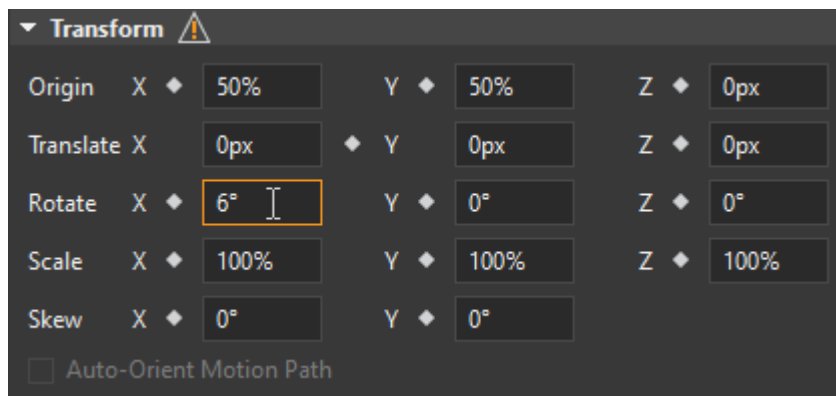 Transform
Origin X 50% Y 50% Z 0px
Translate X 0px Y 0px Z 0px
Rotate X 6° Y 0° Z 0°
Scale X 100% Y 100% Z 100%
Skew X 0° Y 0°
Auto-Orient Motion Path